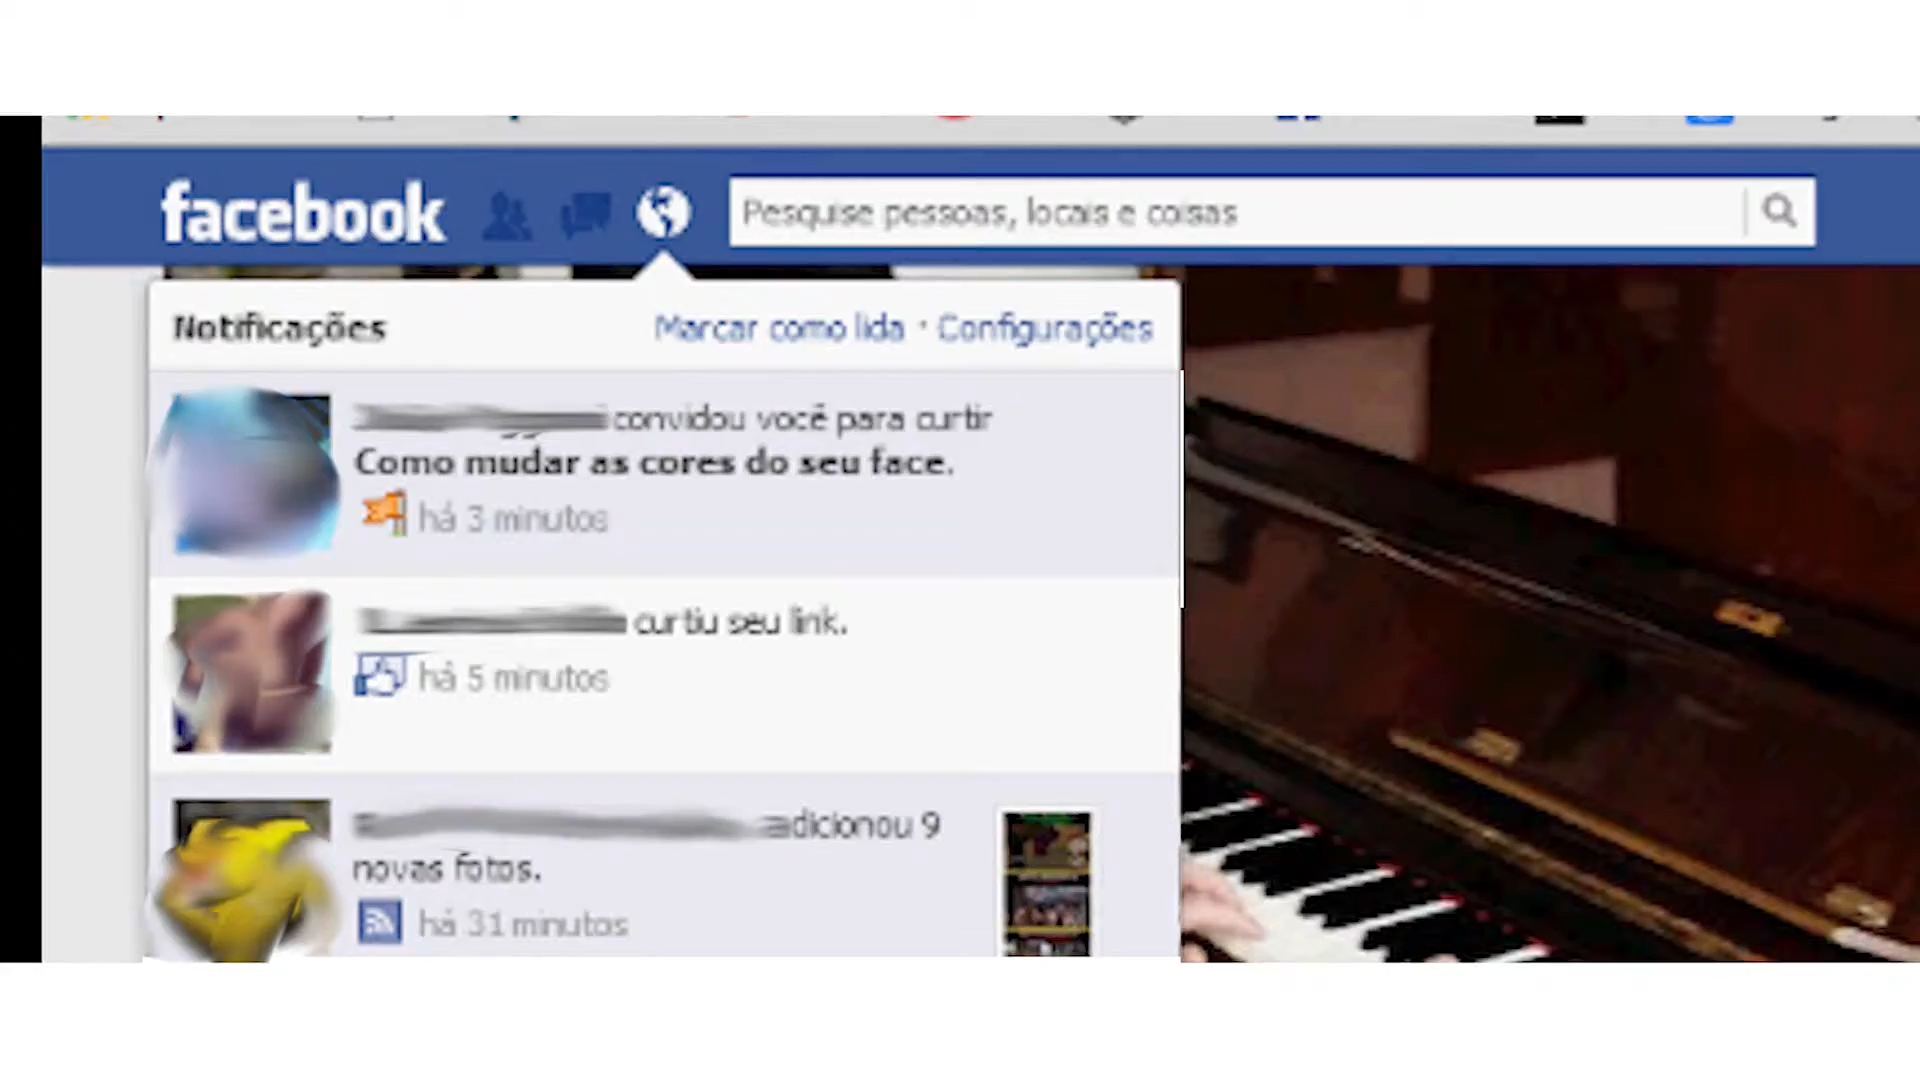 facebook
Pesquise pessoas, locais e coisas
Notificações
Marcar como lida · Configurações
convidou você para curtir
Como mudar as cores do seu face.
há 3 minutos
curtiu seu link.
há 5 minutos
adicionou 9
novas fotos.
há 31 minutos